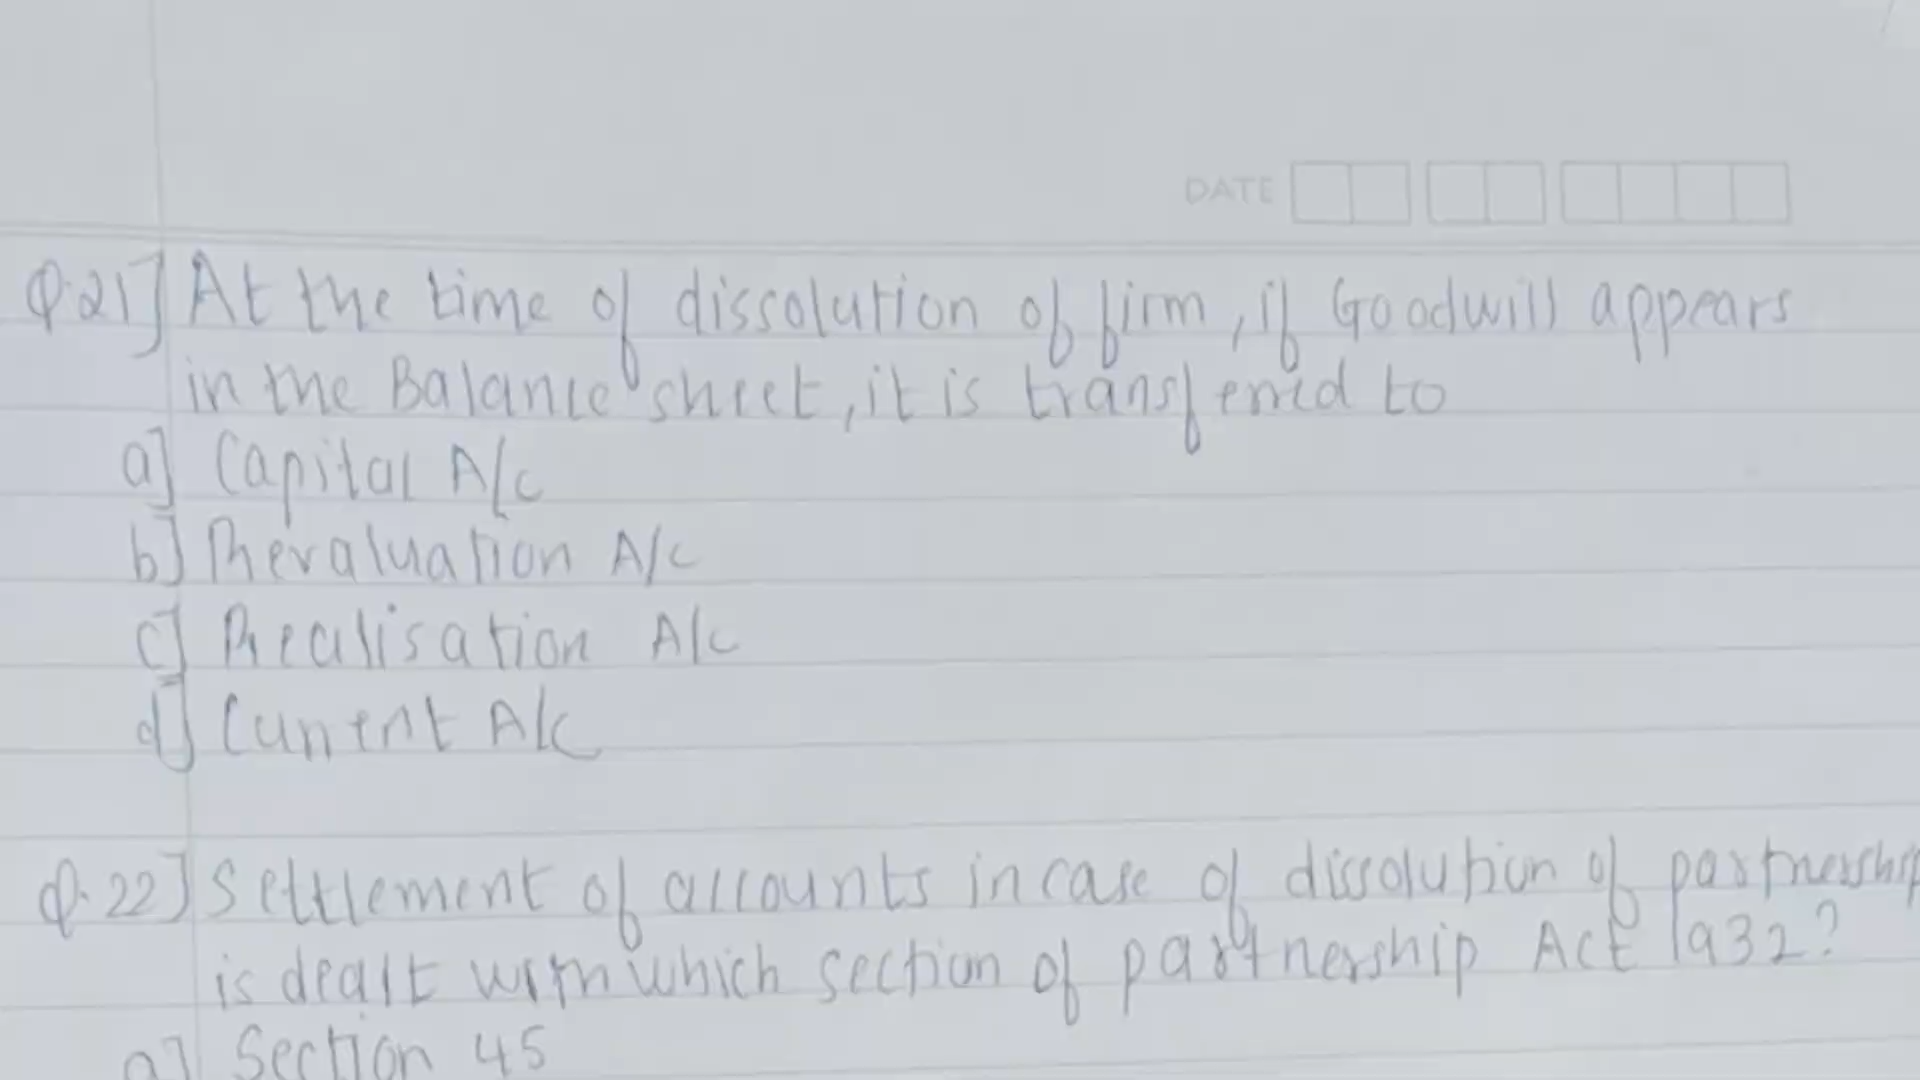 DATE
Q.21] At the time of dissolution of firm, if Goodwill appears
in the Balance sheet, it is transferred to
a] Capital A/c
b] Revaluation A/c
c] Realisation A/c
d] Current A/c
Q.22] Settlement of accounts in case of dissolution of partnership
is dealt with which section of partnership Act 1932?
a] Section 45